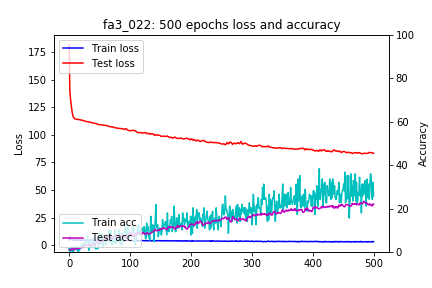 fa3_022: 500 epochs loss and accuracy
Train loss
Test loss
Train acc
Test acc
Loss
Accuracy
175
150
125
100
75
50
25
0
100
80
60
40
20
0
0
100
200
300
400
500